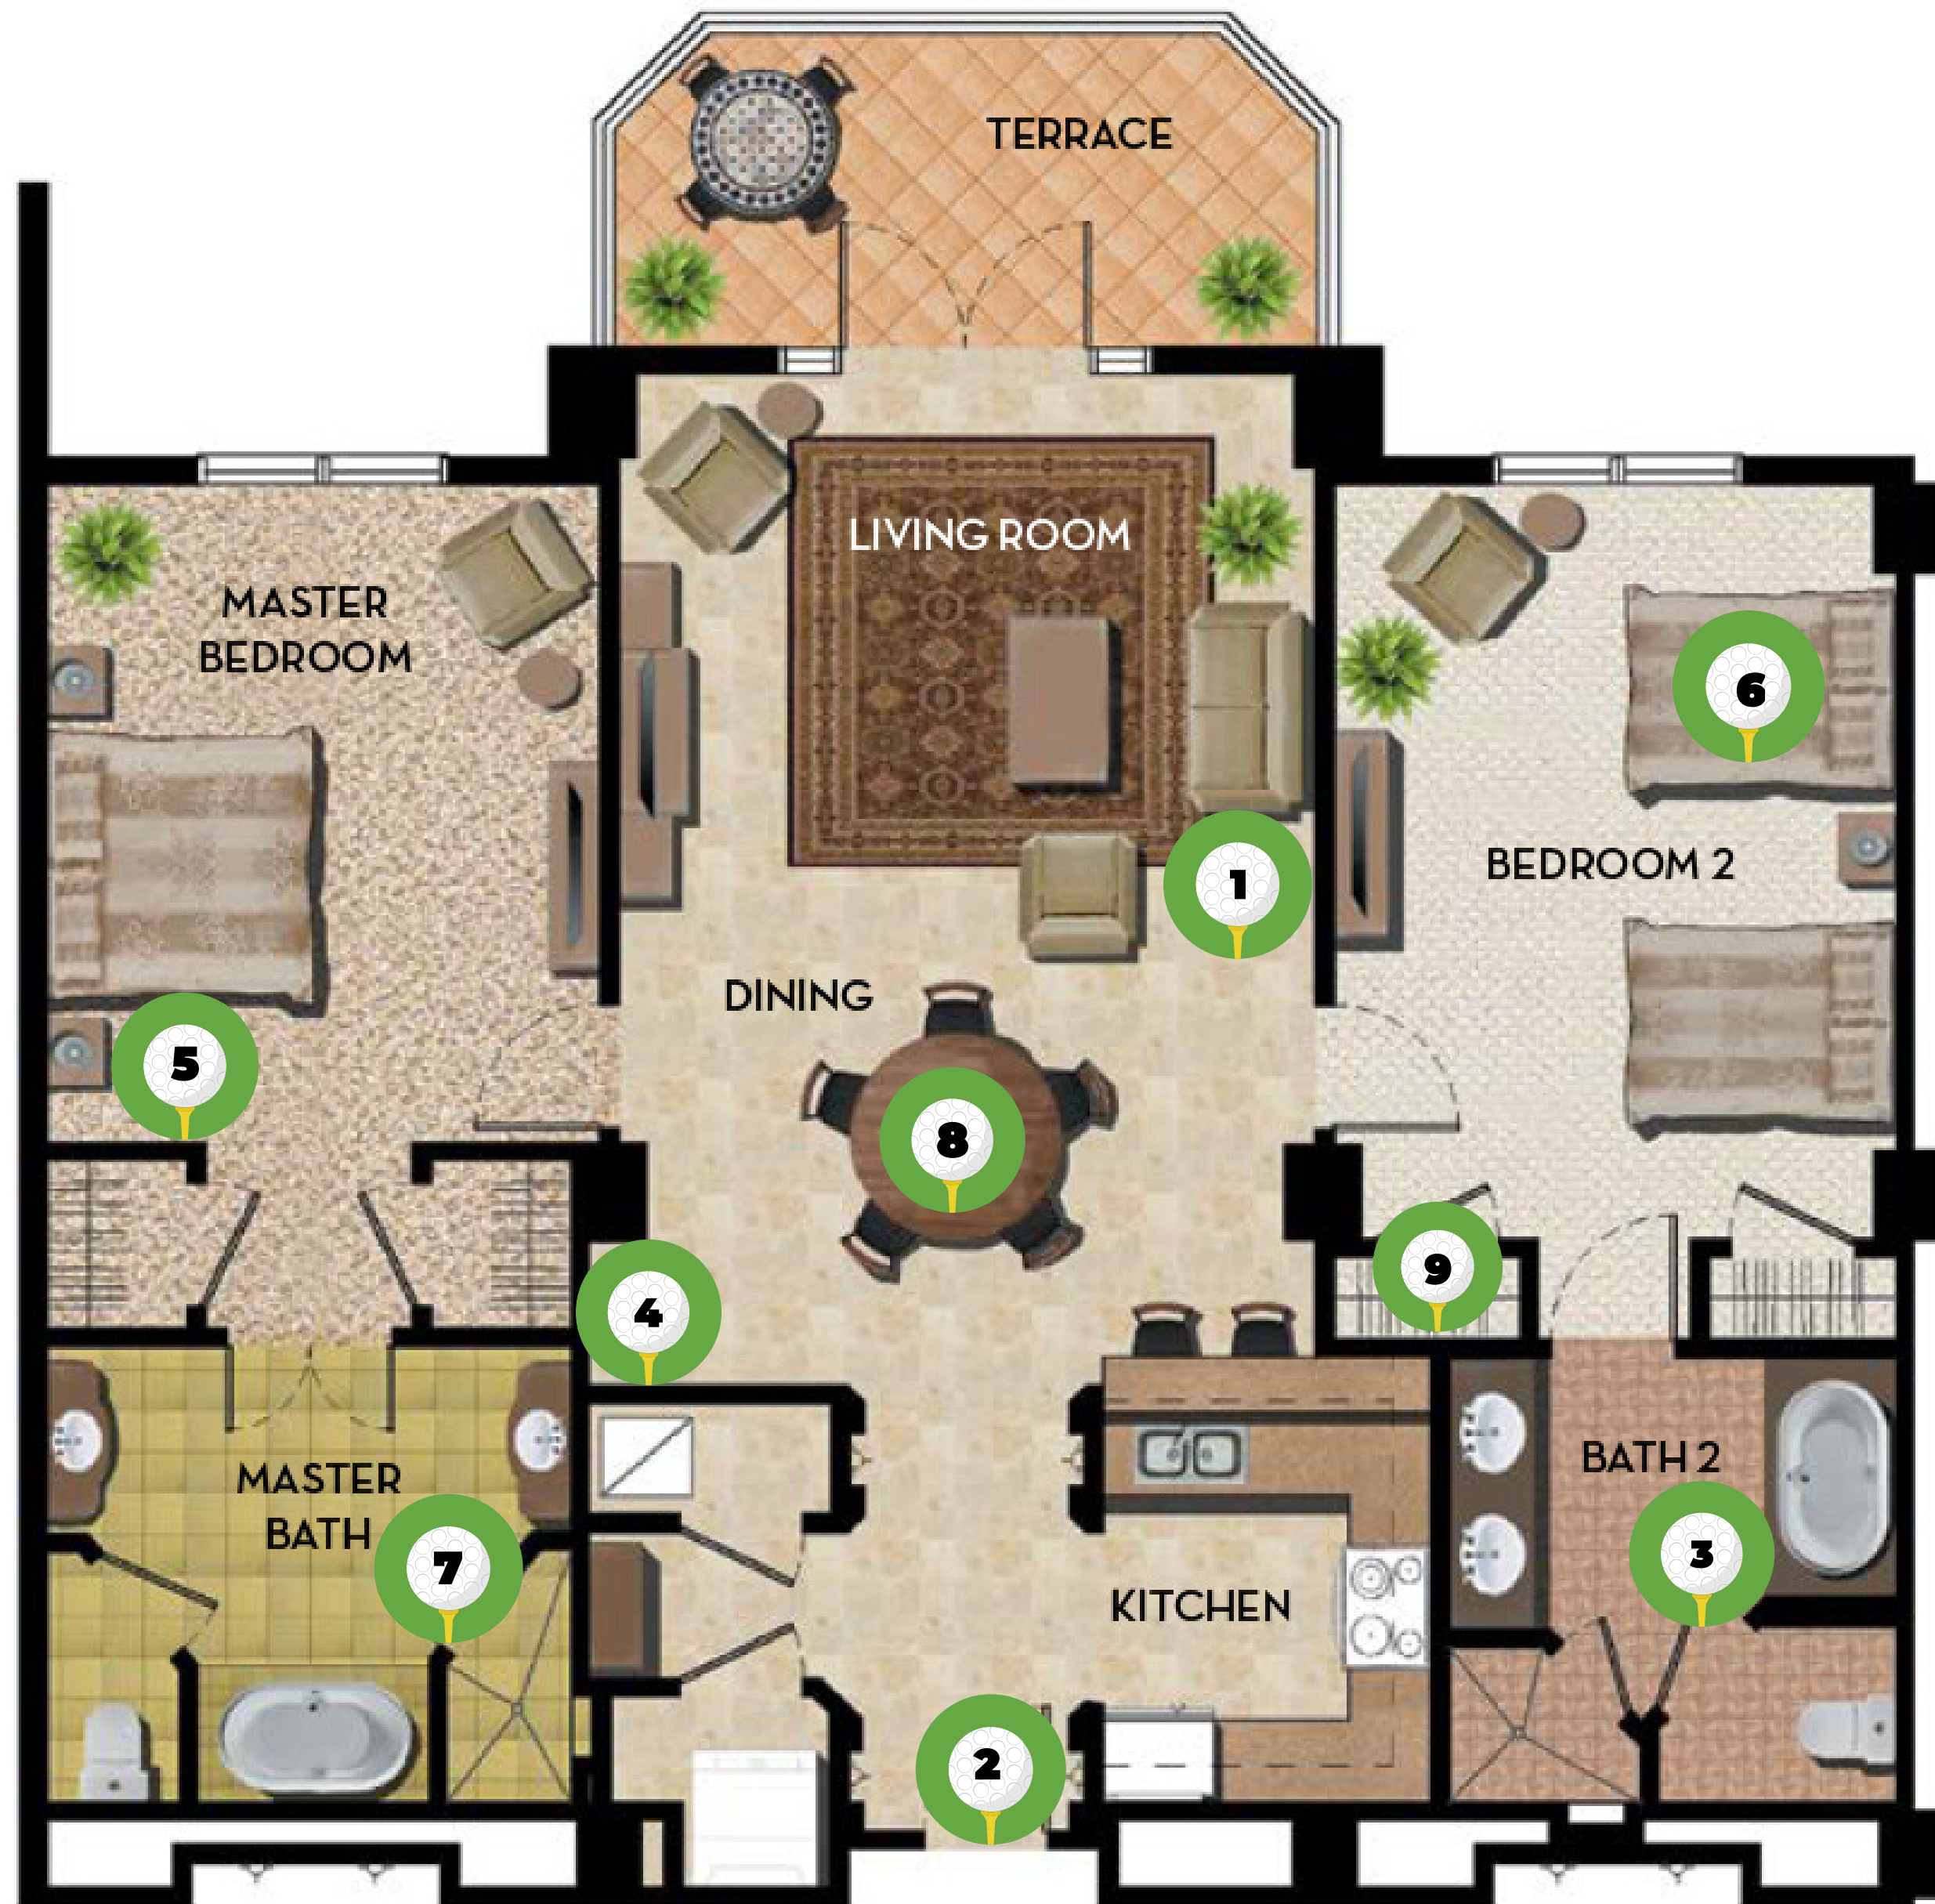 TERRACE
LIVING ROOM
MASTER
BEDROOM
6
BEDROOM 2
1
DINING
5
8
9
4
MASTER
BATH
BATH 2
3
7
KITCHEN
2